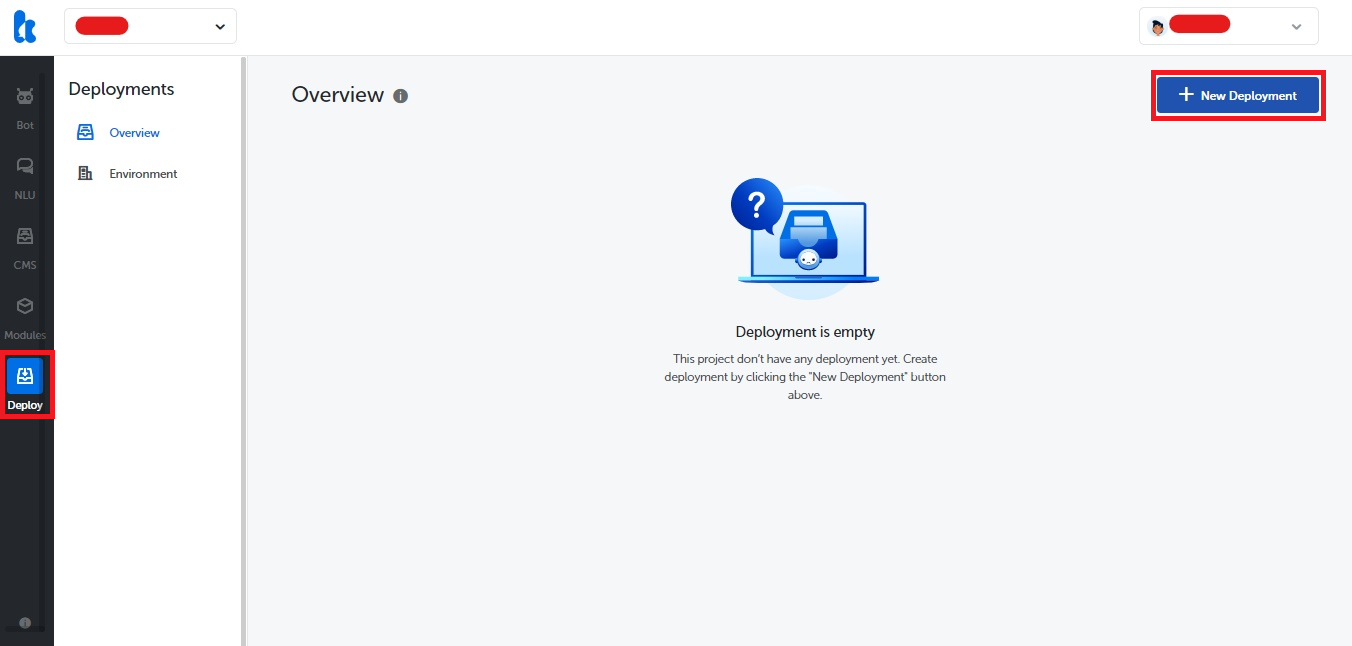 Deployments
Overview
Environment
Bot
NLU
CMS
Modules
Deploy
Overview
New Deployment
?
Deployment is empty
This project don't have any deployment yet. Create
deployment by clicking the "New Deployment" button
above.